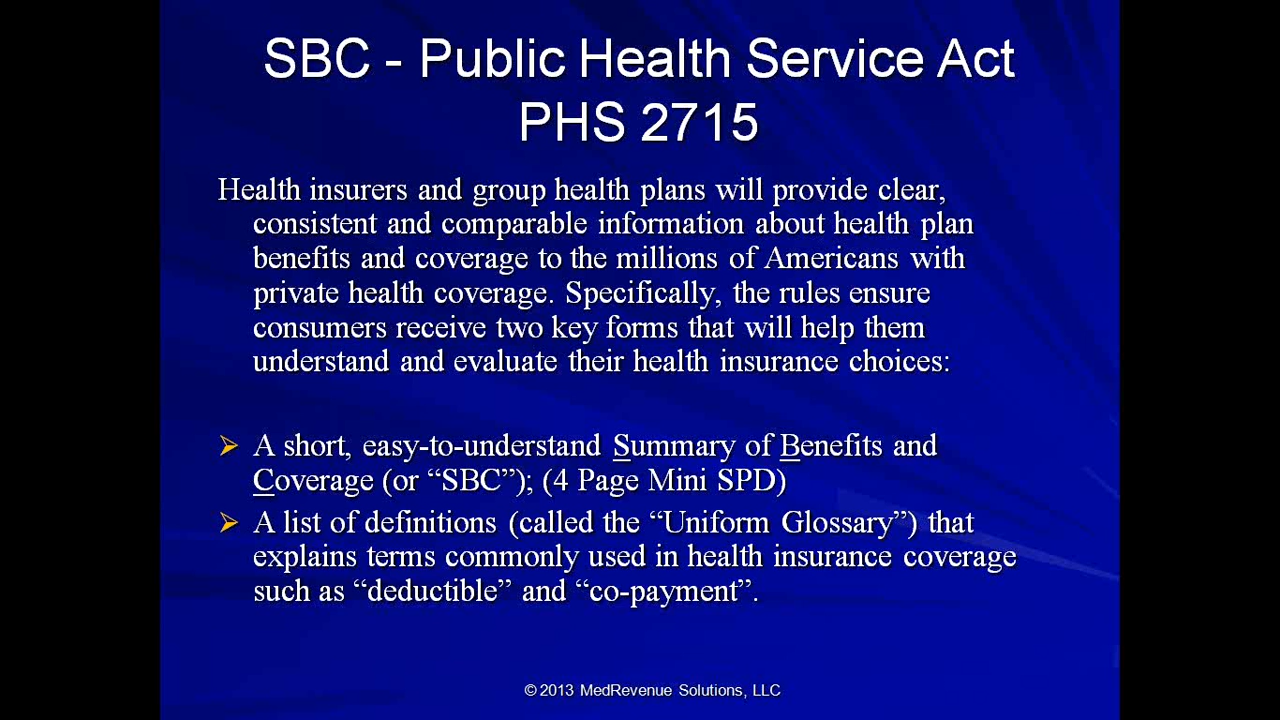 SBC - Public Health Service Act
PHS 2715
Health insurers and group health plans will provide clear,
consistent and comparable information about health plan
benefits and coverage to the millions of Americans with
private health coverage. Specifically, the rules ensure
consumers receive two key forms that will help them
understand and evaluate their health insurance choices:
➢ A short, easy-to-understand Summary of Benefits and
Coverage (or “SBC”); (4 Page Mini SPD)
➢ A list of definitions (called the “Uniform Glossary”) that
explains terms commonly used in health insurance coverage
such as “deductible” and “co-payment”.
© 2013 MedRevenue Solutions, LLC